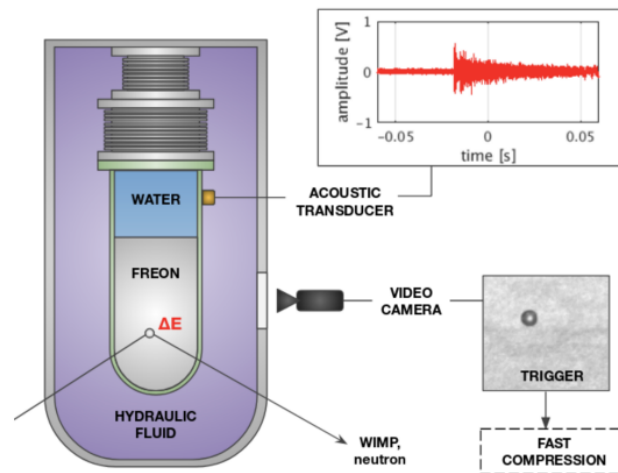 amplitude [V]
1
0
-1
-0.05
0
0.05
time [s]
WATER
ACOUSTIC
TRANSDUCER
FREON
VIDEO
CAMERA
ΔE
TRIGGER
HYDRAULIC
FLUID
WIMP,
neutron
FAST
COMPRESSION